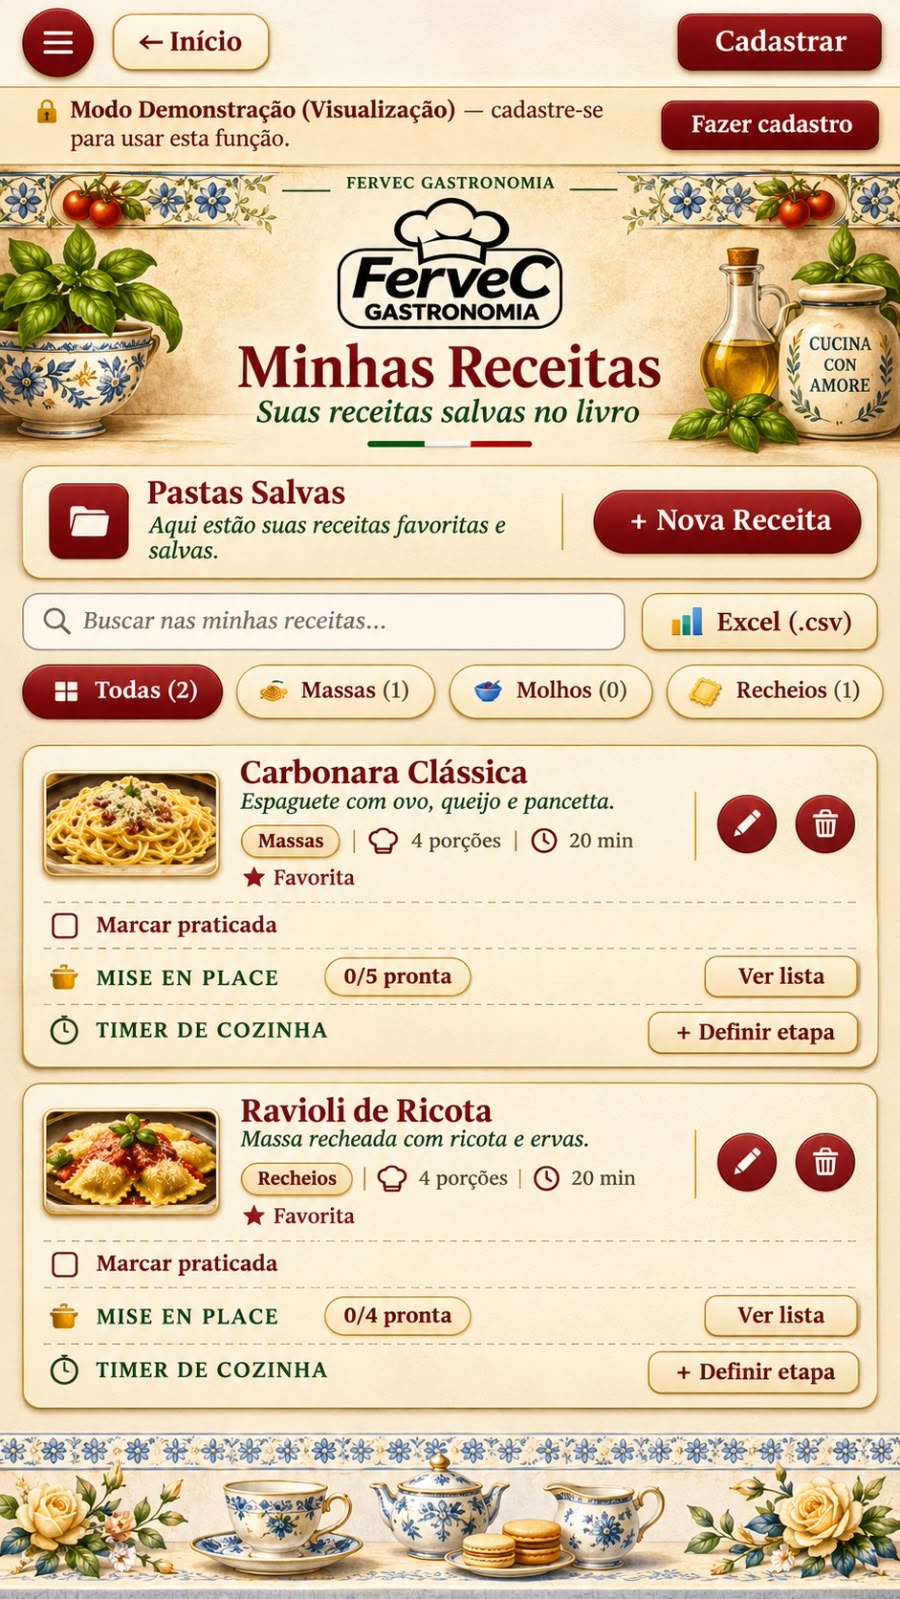 ← Início
Cadastrar
Modo Demonstração (Visualização) — cadastre-se
para usar esta função.
Fazer cadastro
FERVEC GASTRONOMIA
FerveC
GASTRONOMIA
CUCINA
CON
AMORE
Minhas Receitas
Suas receitas salvas no livro
Pastas Salvas
Aqui estão suas receitas favoritas e
salvas.
+ Nova Receita
Buscar nas minhas receitas...
Excel (.csv)
Todas (2)
Massas (1)
Molhos (0)
Recheios (1)
Carbonara Clássica
Espaguete com ovo, queijo e pancetta.
Massas | 4 porções | 20 min
Favorita
Marcar praticada
MISE EN PLACE
0/5 pronta
Ver lista
TIMER DE COZINHA
+ Definir etapa
Ravioli de Ricota
Massa recheada com ricota e ervas.
Recheios | 4 porções | 20 min
Favorita
Marcar praticada
MISE EN PLACE
0/4 pronta
Ver lista
TIMER DE COZINHA
+ Definir etapa